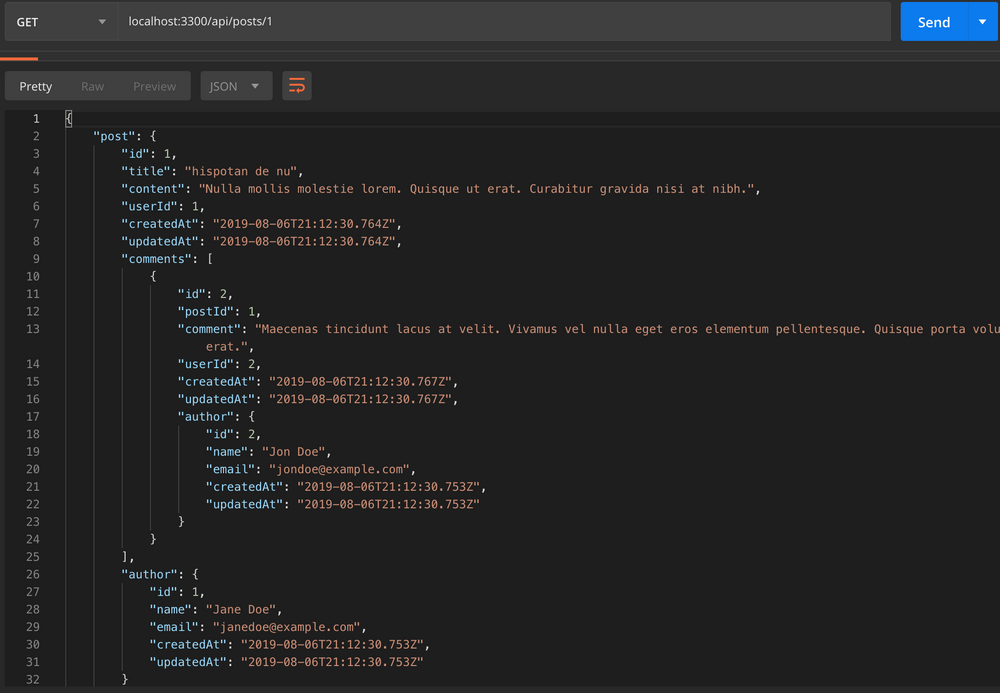 GET localhost:3300/api/posts/1 Send
Pretty Raw Preview JSON
1 {
2 "post": {
3 "id": 1,
4 "title": "hispotan de nu",
5 "content": "Nulla mollis molestie lorem. Quisque ut erat. Curabitur gravida nisi at nibh.",
6 "userId": 1,
7 "createdAt": "2019-08-06T21:12:30.764Z",
8 "updatedAt": "2019-08-06T21:12:30.764Z",
9 "comments": [
10 {
11 "id": 2,
12 "postId": 1,
13 "comment": "Maecenas tincidunt lacus at velit. Vivamus vel nulla eget eros elementum pellentesque. Quisque porta volu
erat.",
14 "userId": 2,
15 "createdAt": "2019-08-06T21:12:30.767Z",
16 "updatedAt": "2019-08-06T21:12:30.767Z",
17 "author": {
18 "id": 2,
19 "name": "Jon Doe",
20 "email": "jondoe@example.com",
21 "createdAt": "2019-08-06T21:12:30.753Z",
22 "updatedAt": "2019-08-06T21:12:30.753Z"
23 }
24 }
25 ],
26 "author": {
27 "id": 1,
28 "name": "Jane Doe",
29 "email": "janedoe@example.com",
30 "createdAt": "2019-08-06T21:12:30.753Z",
31 "updatedAt": "2019-08-06T21:12:30.753Z"
32 }